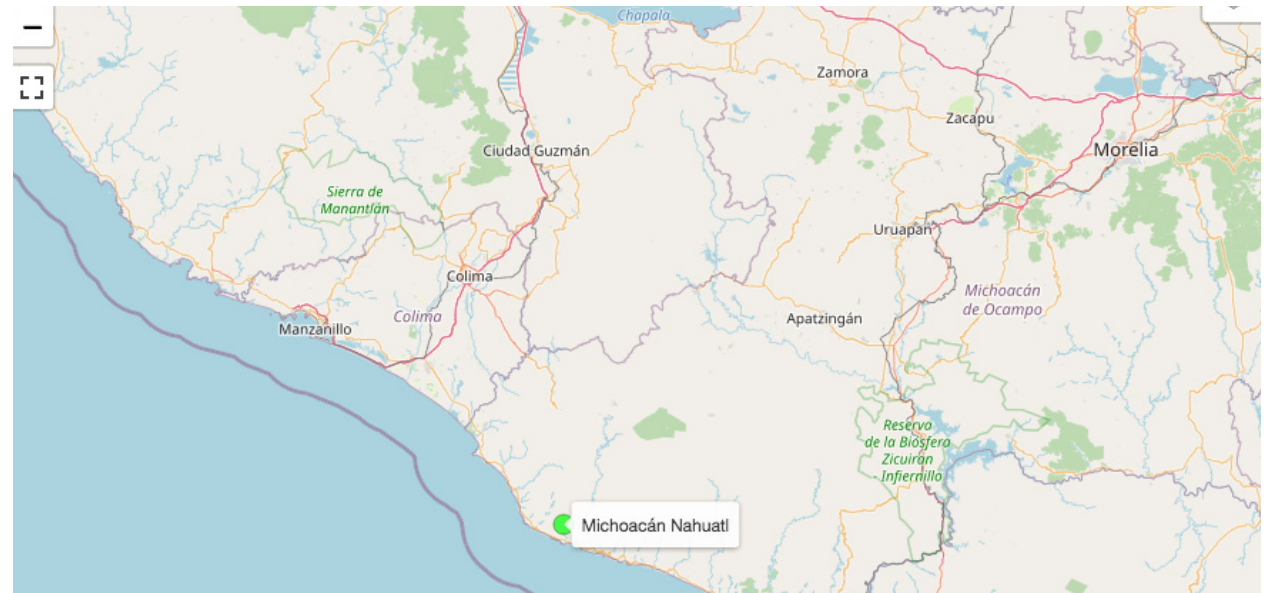 Chapala
Zamora
Zacapu
Morelia
Ciudad Guzmán
Sierra de
Manantlán
Uruapan
Colima
Michoacán
de Ocampo
Colima
Manzanillo
Apatzingán
Reserva
de la Biosfera
Zicuirán
- Infiernillo
Michoacán Nahuatl